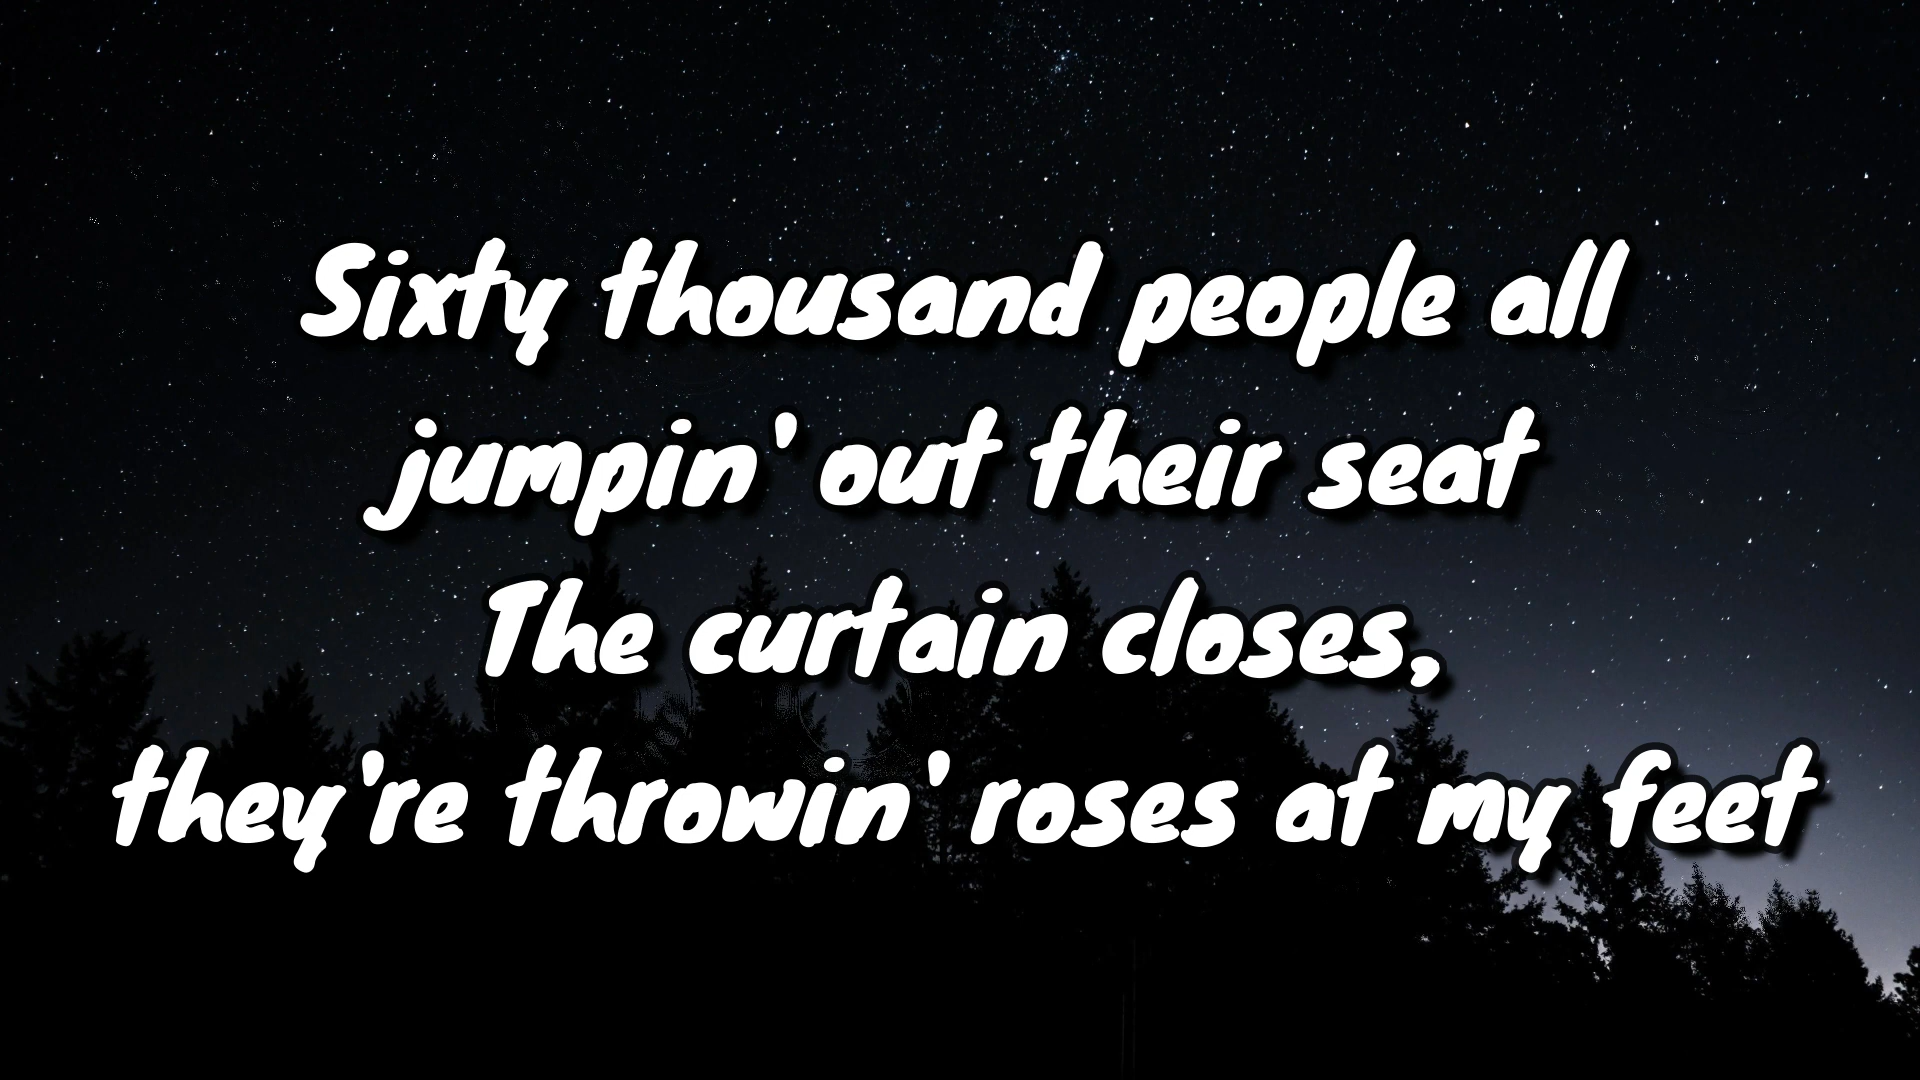 Sixty thousand people all
jumpin' out their seat
The curtain closes,
they're throwin' roses at my feet